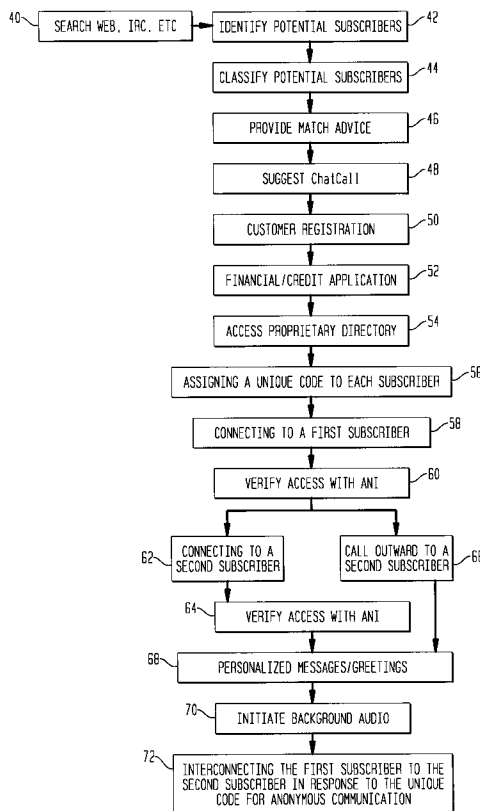 40
SEARCH WEB, IRC, ETC
IDENTIFY POTENTIAL SUBSCRIBERS
42
CLASSIFY POTENTIAL SUBSCRIBERS
44
PROVIDE MATCH ADVICE
46
SUGGEST ChatCall
48
CUSTOMER REGISTRATION
50
FINANCIAL/CREDIT APPLICATION
52
ACCESS PROPRIETARY DIRECTORY
54
ASSIGNING A UNIQUE CODE TO EACH SUBSCRIBER
56
CONNECTING TO A FIRST SUBSCRIBER
58
VERIFY ACCESS WITH ANI
60
62
CONNECTING TO A
SECOND SUBSCRIBER
CALL OUTWARD TO A
SECOND SUBSCRIBER
66
64
VERIFY ACCESS WITH ANI
68
PERSONALIZED MESSAGES/GREETINGS
70
INITIATE BACKGROUND AUDIO
72
INTERCONNECTING THE FIRST SUBSCRIBER TO THE
SECOND SUBSCRIBER IN RESPONSE TO THE UNIQUE
CODE FOR ANONYMOUS COMMUNICATION